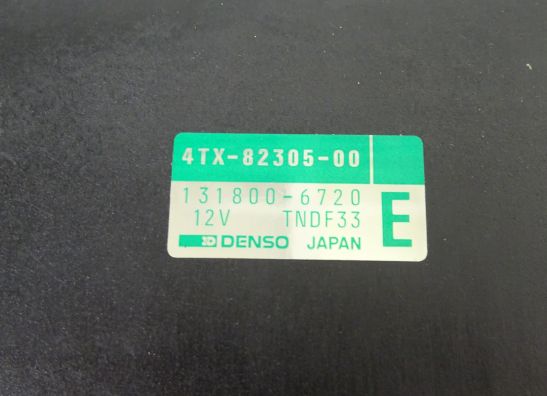 4TX-82305-00
131800-6720
12V TNDF33
DENSO JAPAN
E